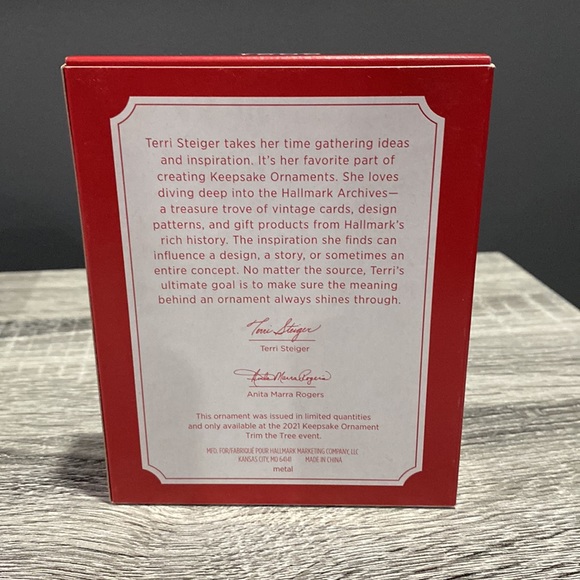 Terri Steiger takes her time gathering ideas
and inspiration. It's her favorite part of
creating Keepsake Ornaments. She loves
diving deep into the Hallmark Archives—
a treasure trove of vintage cards, design
patterns, and gift products from Hallmark's
rich history. The inspiration she finds can
influence a design, a story, or sometimes an
entire concept. No matter the source, Terri's
ultimate goal is to make sure the meaning
behind an ornament always shines through.
Terri Steiger
Terri Steiger
Anita Marra Rogers
Anita Marra Rogers
This ornament was issued in limited quantities
and only available at the 2021 Keepsake Ornament
Trim the Tree event.
MFG. FOR/FABRIQUÉ POUR HALLMARK MARKETING COMPANY, LLC
KANSAS CITY, MO 64141 MADE IN CHINA
metal